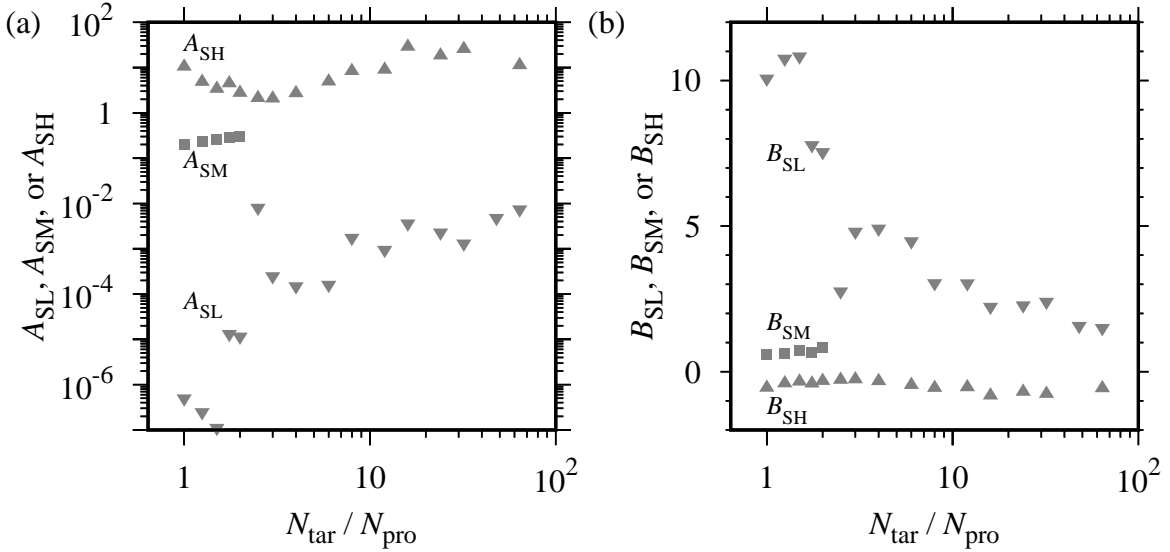 (a)
A_SL, A_SM, or A_SH
10^2
1
10^-2
10^-4
10^-6
A_SH
A_SM
A_SL
1
10
10^2
N_tar / N_pro
(b)
B_SL, B_SM, or B_SH
10
5
0
B_SL
B_SM
B_SH
1
10
10^2
N_tar / N_pro